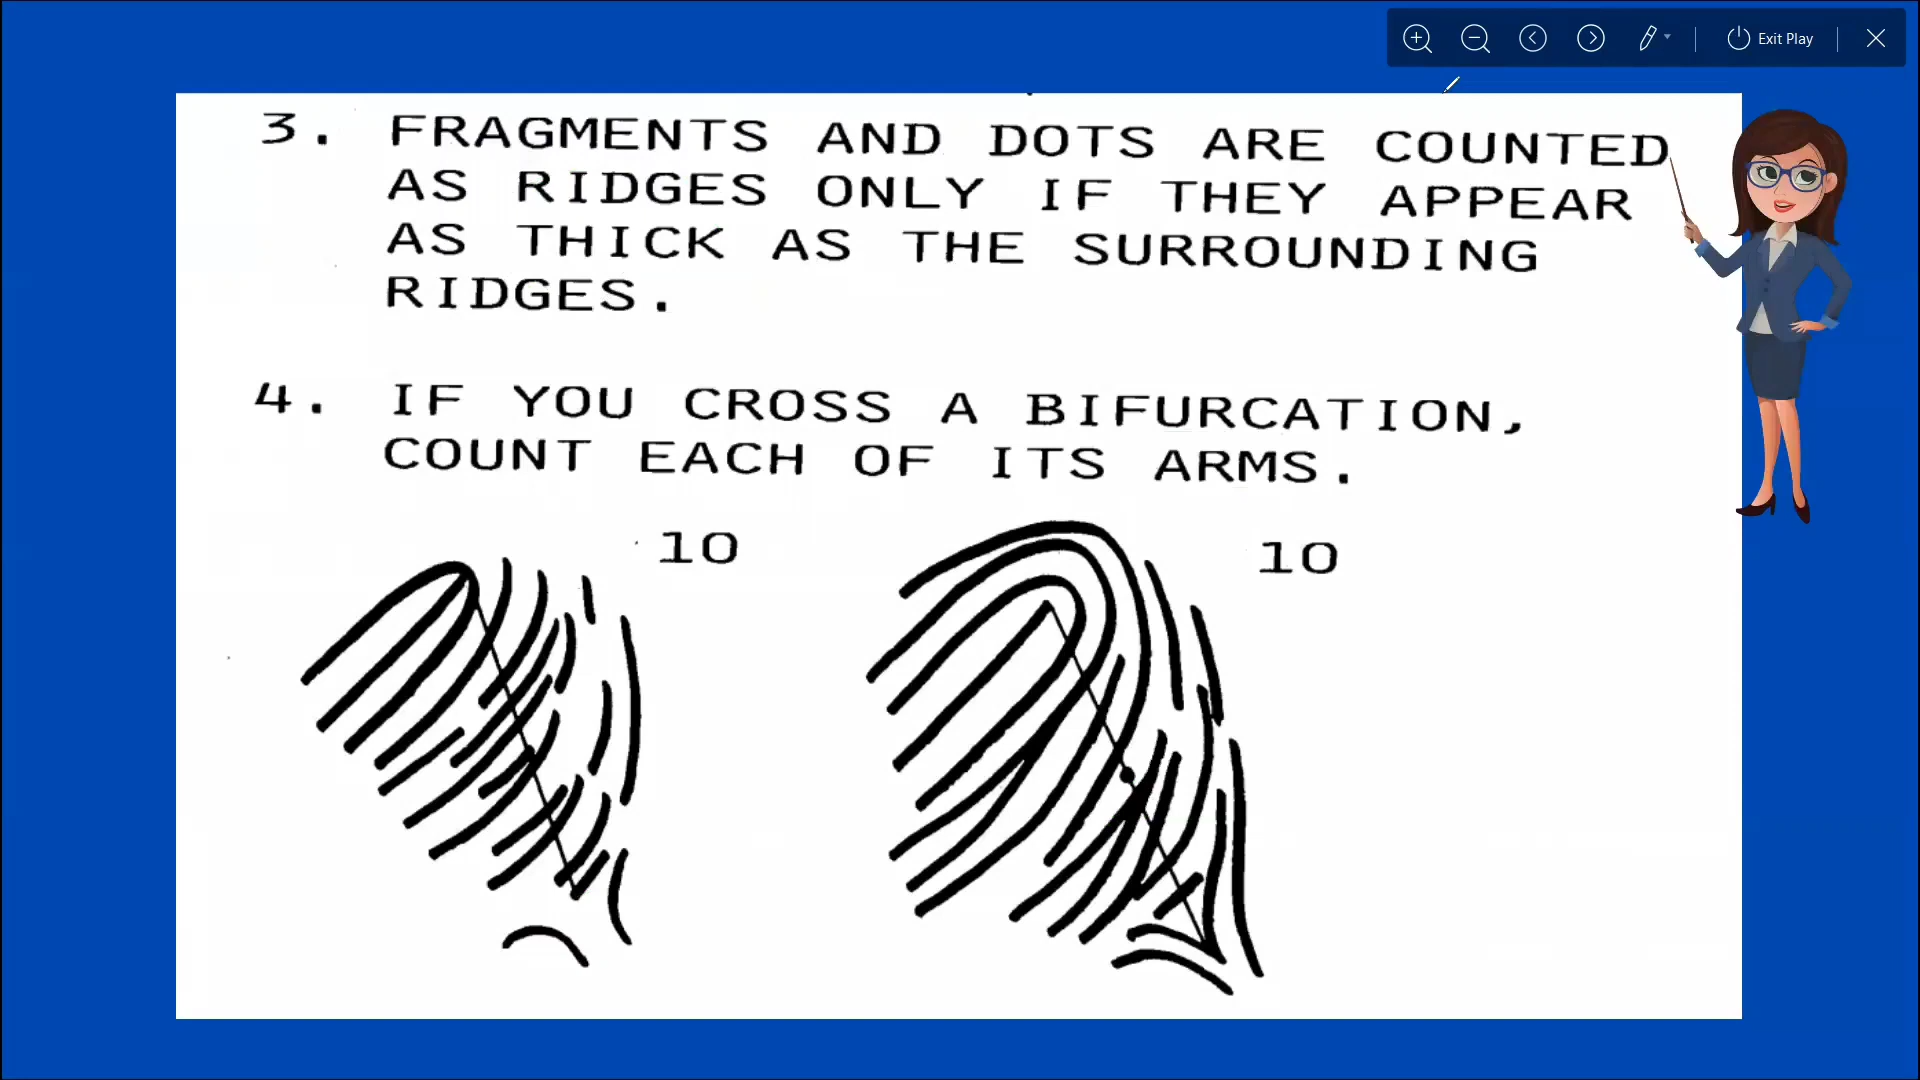 Exit Play
3. FRAGMENTS AND DOTS ARE COUNTED
AS RIDGES ONLY IF THEY APPEAR
AS THICK AS THE SURROUNDING
RIDGES.
4. IF YOU CROSS A BIFURCATION,
COUNT EACH OF ITS ARMS.
10
10